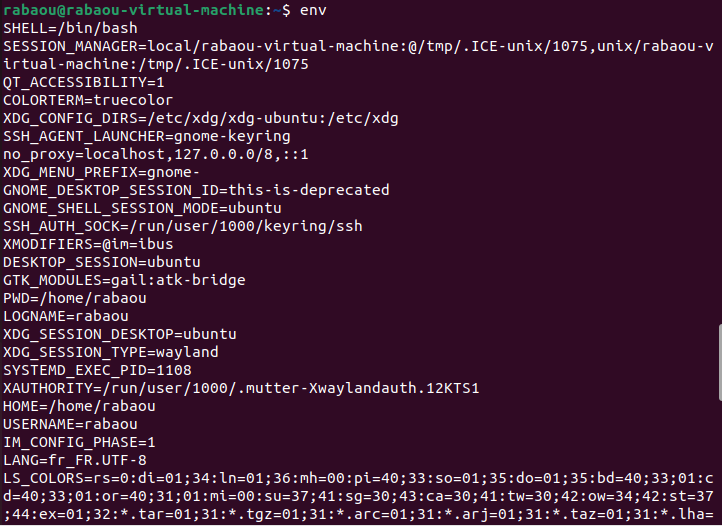 rabaou@rabaou-virtual-machine:~$ env
SHELL=/bin/bash
SESSION_MANAGER=local/rabaou-virtual-machine:@/tmp/.ICE-unix/1075,unix/rabaou-v
irtual-machine:/tmp/.ICE-unix/1075
QT_ACCESSIBILITY=1
COLORTERM=truecolor
XDG_CONFIG_DIRS=/etc/xdg/xdg-ubuntu:/etc/xdg
SSH_AGENT_LAUNCHER=gnome-keyring
no_proxy=localhost,127.0.0.0/8,::1
XDG_MENU_PREFIX=gnome-
GNOME_DESKTOP_SESSION_ID=this-is-deprecated
GNOME_SHELL_SESSION_MODE=ubuntu
SSH_AUTH_SOCK=/run/user/1000/keyring/ssh
XMODIFIERS=@im=ibus
DESKTOP_SESSION=ubuntu
GTK_MODULES=gail:atk-bridge
PWD=/home/rabaou
LOGNAME=rabaou
XDG_SESSION_DESKTOP=ubuntu
XDG_SESSION_TYPE=wayland
SYSTEMD_EXEC_PID=1108
XAUTHORITY=/run/user/1000/.mutter-Xwaylandauth.12KTS1
HOME=/home/rabaou
USERNAME=rabaou
IM_CONFIG_PHASE=1
LANG=fr_FR.UTF-8
LS_COLORS=rs=0:di=01;34:ln=01;36:mh=00:pi=40;33:so=01;35:do=01;35:bd=40;33;01:c
d=40;33;01:or=40;31;01:mi=00:su=37;41:sg=30;43:ca=30;41:tw=30;42:ow=34;42:st=37
;44:ex=01;32:*.tar=01;31:*.tgz=01;31:*.arc=01;31:*.arj=01;31:*.taz=01;31:*.lha=